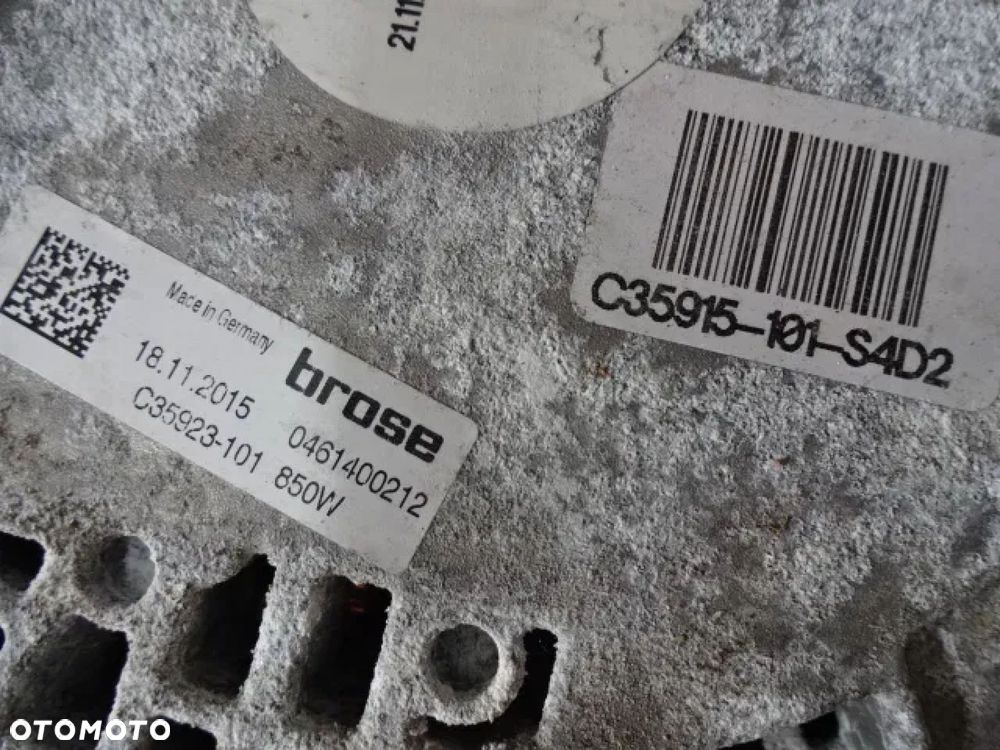 21.11
C35915-101-S4D2
Made in Germany
brose
18.11.2015
0461400212
C35923-101 850W
OTOMOTO